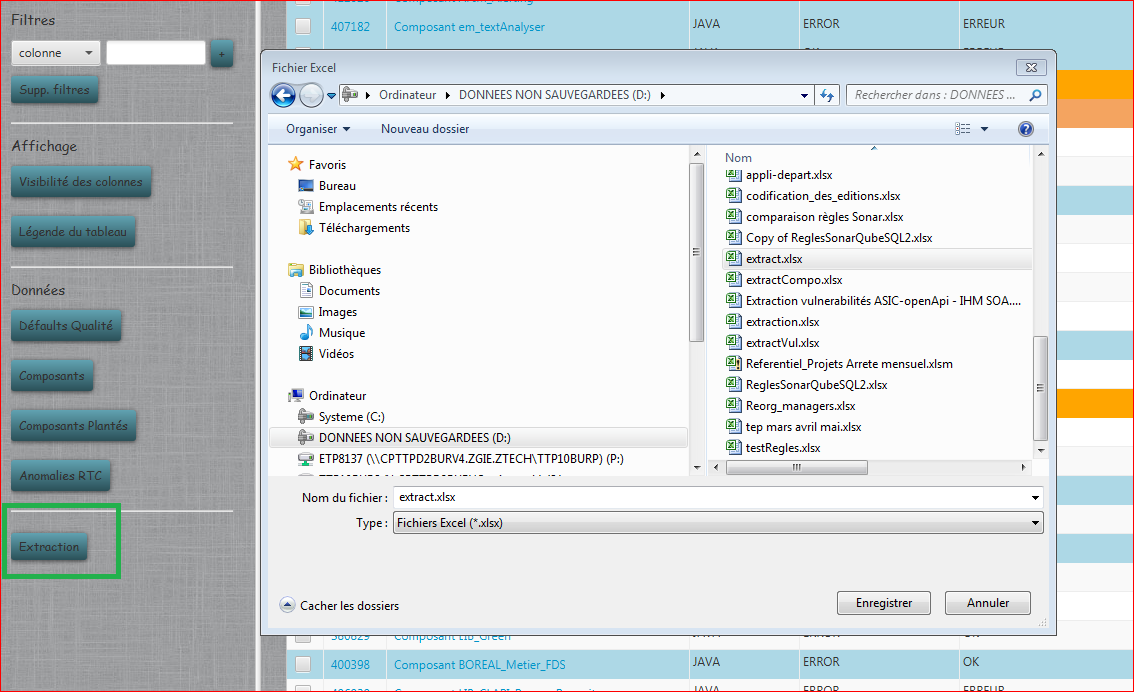 Filtres
colonne
+
Supp. filtres
Affichage
Visibilité des colonnes
Légende du tableau
Données
Défauts Qualité
Composants
Composants Plantés
Anomalies RTC
Extraction
407182 Composant em_textAnalyser JAVA ERROR ERREUR
Fichier Excel
Ordinateur DONNEES NON SAUVEGARDEES (D:)
Rechercher dans : DONNEES ...
Organiser Nouveau dossier
Favoris
Bureau
Emplacements récents
Téléchargements
Bibliothèques
Documents
Images
Musique
Vidéos
Ordinateur
Systeme (C:)
DONNEES NON SAUVEGARDEES (D:)
ETP8137 (\\CPTTPD2BURV4.ZGIE.ZTECH\TTP10BURP) (P:)
Nom
appli-depart.xlsx
codification_des_editions.xlsx
comparaison règles Sonar.xlsx
Copy of ReglesSonarQubeSQL2.xlsx
extract.xlsx
extractCompo.xlsx
Extraction vulnerabilités ASIC-openApi - IHM SOA....
extraction.xlsx
extractVul.xlsx
Referentiel_Projets Arrete mensuel.xlsm
ReglesSonarQubeSQL2.xlsx
Reorg_managers.xlsx
tep mars avril mai.xlsx
testRegles.xlsx
Nom du fichier : extract.xlsx
Type : Fichiers Excel (*.xlsx)
Cacher les dossiers
Enregistrer Annuler
400398 Composant BOREAL_Metier_FDS JAVA ERROR OK